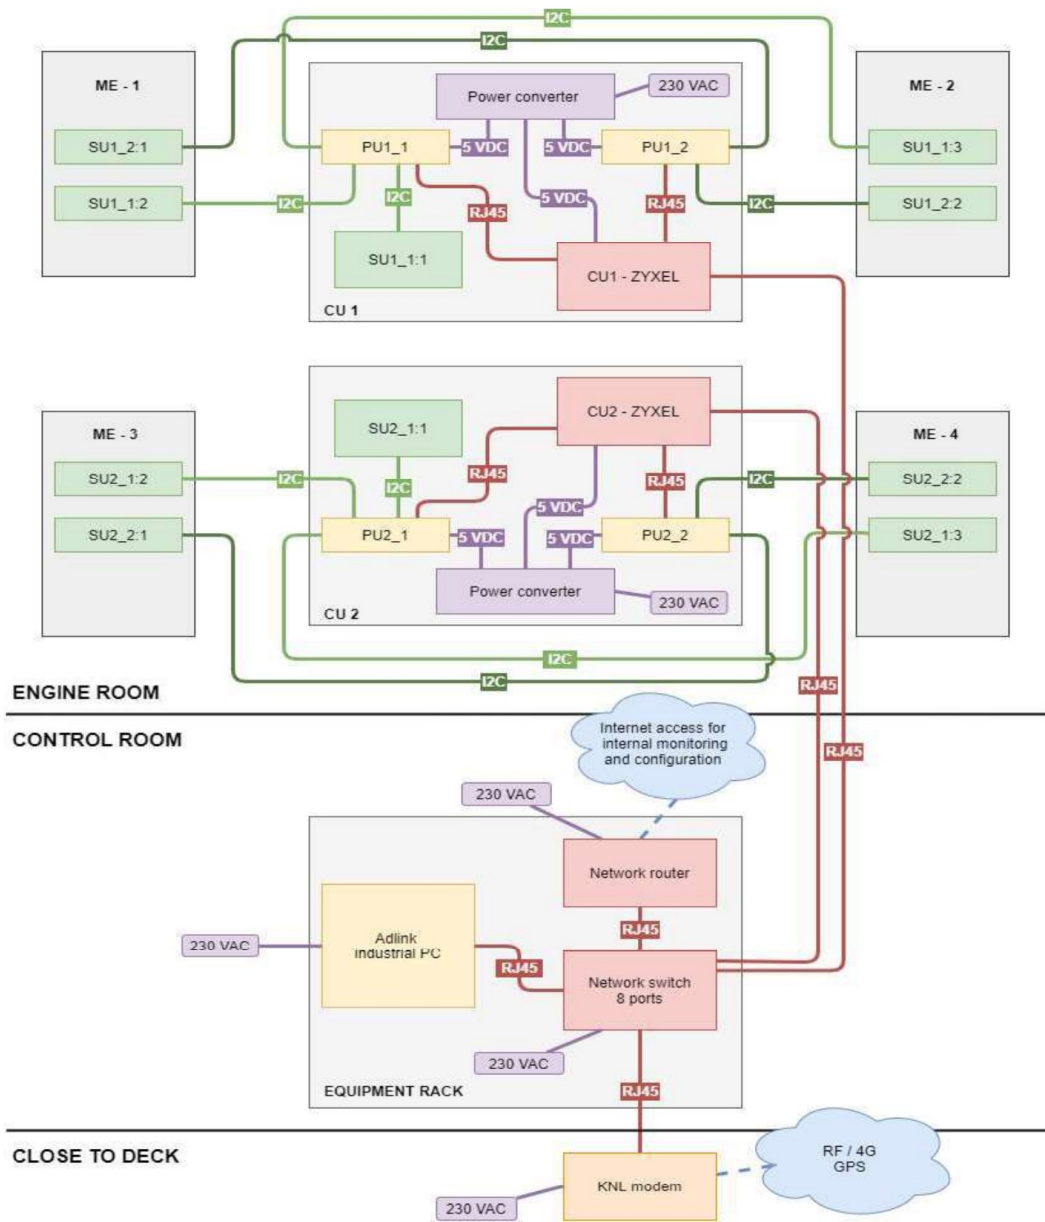 I2C
I2C
ME - 1
ME - 2
Power converter
230 VAC
SU1_2:1
PU1_1
5 VDC
5 VDC
PU1_2
SU1_1:3
SU1_1:2
I2C
I2C
RJ45
5 VDC
RJ45
I2C
SU1_2:2
SU1_1:1
CU1 - ZYXEL
CU 1
CU2 - ZYXEL
SU2_1:1
ME - 3
ME - 4
SU2_1:2
I2C
I2C
RJ45
RJ45
I2C
SU2_2:2
5 VDC
SU2_2:1
PU2_1
5 VDC
5 VDC
PU2_2
SU2_1:3
Power converter
230 VAC
CU 2
I2C
I2C
RJ45
ENGINE ROOM
CONTROL ROOM
Internet access for
internal monitoring
and configuration
RJ45
230 VAC
Network router
RJ45
Adlink
industrial PC
230 VAC
RJ45
Network switch
8 ports
230 VAC
EQUIPMENT RACK
RJ45
CLOSE TO DECK
RF / 4G
GPS
KNL modem
230 VAC